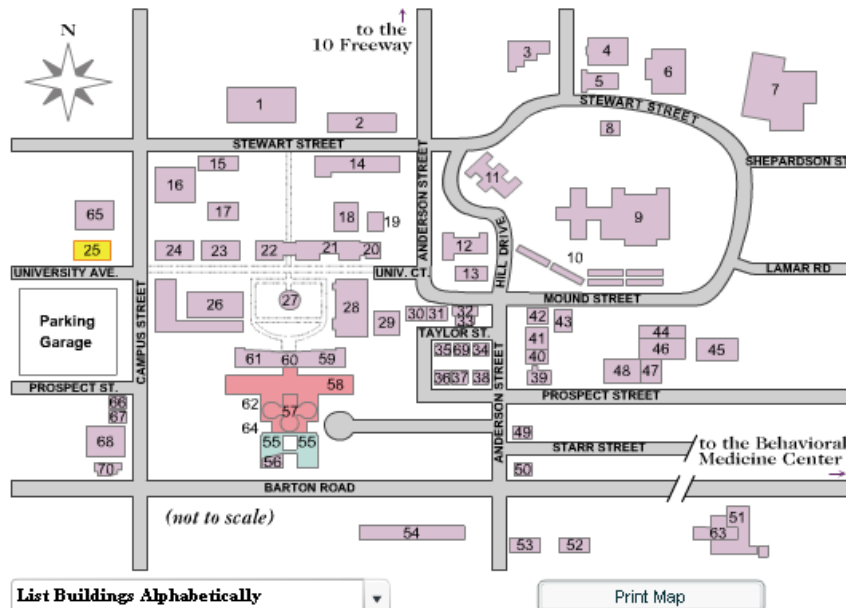 N
to the
10 Freeway
3
4
5
6
7
1
2
STEWART STREET
8
STEWART STREET
SHEPARDSON ST
15
14
16
11
ANDERSON STREET
65
17
18
19
9
25
24
23
22
21
20
12
10
UNIVERSITY AVE.
UNIV. CT.
13
HILL DRIVE
LAMAR RD
MOUND STREET
Parking
Garage
CAMPUS STREET
26
27
28
29
30
31
32
33
42
43
TAYLOR ST.
41
44
35
69
34
40
46
45
61
60
59
36
37
38
39
48
47
PROSPECT ST.
58
PROSPECT STREET
66
67
62
57
68
64
49
ANDERSON STREET
STARR STREET
to the Behavioral
Medicine Center
70
55
55
56
50
BARTON ROAD
(not to scale)
54
53
52
51
63
List Buildings Alphabetically
Print Map